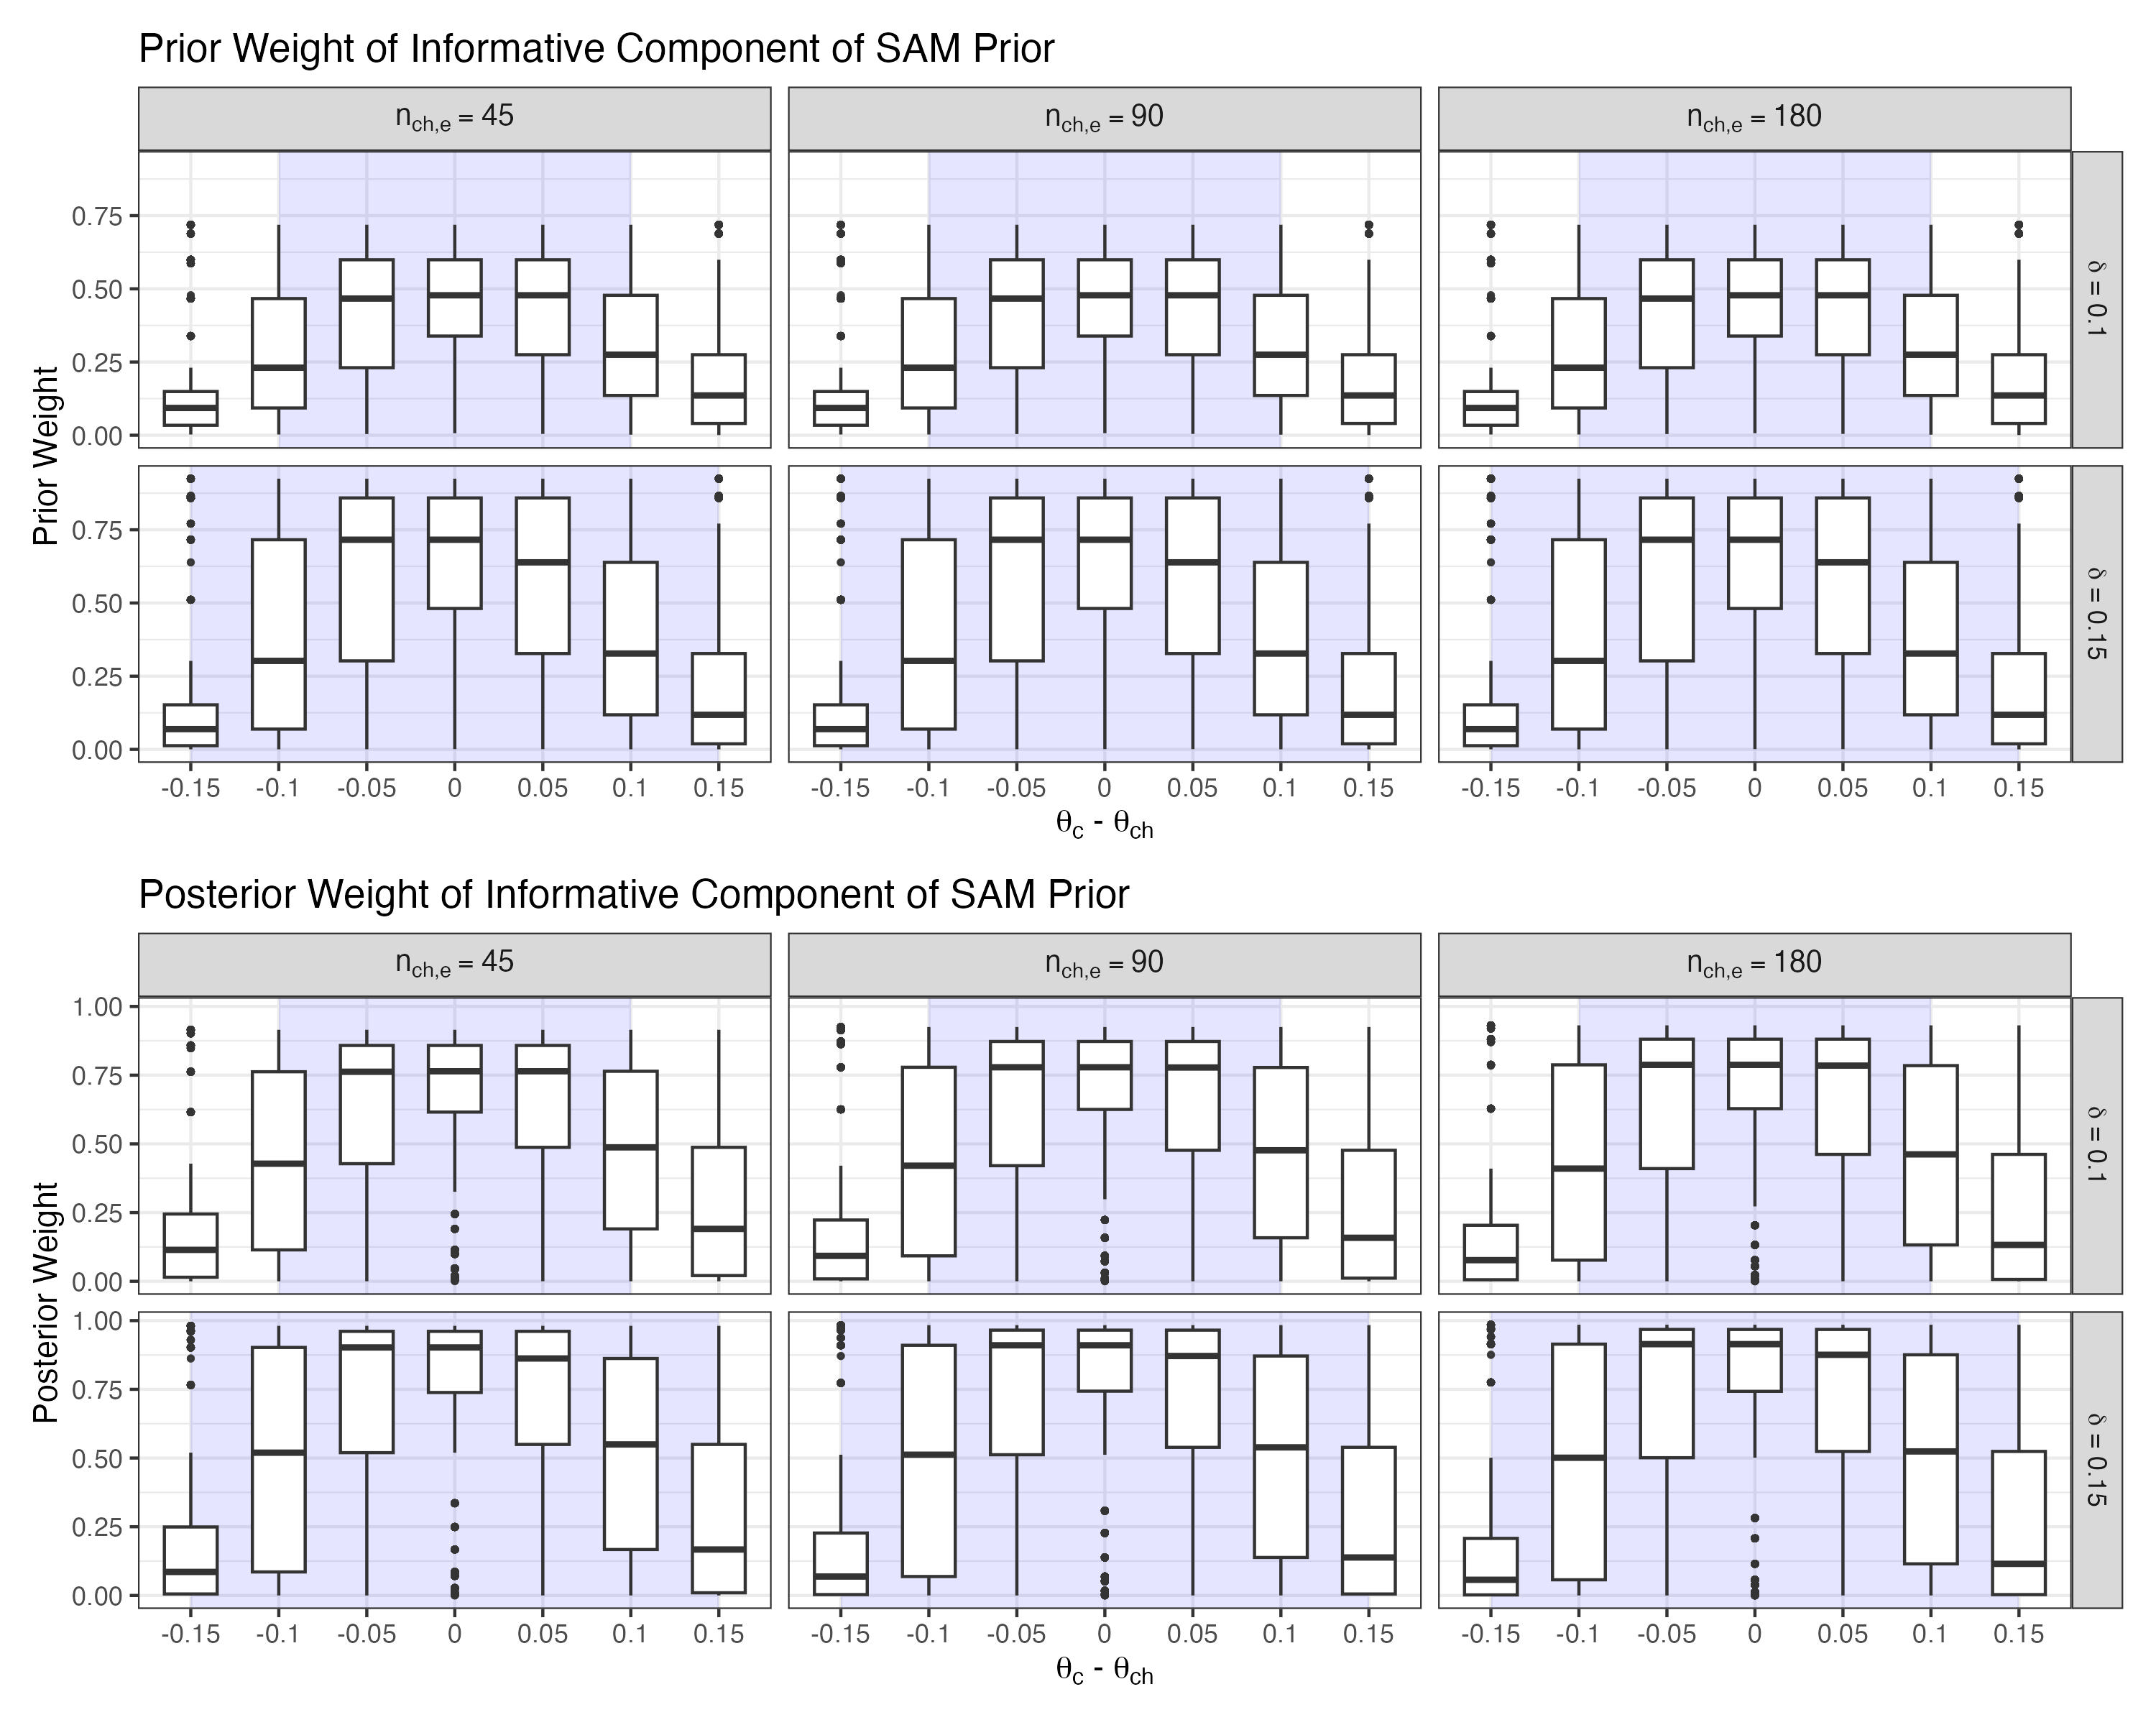 Prior Weight of Informative Component of SAM Prior
n_ch,e = 45 n_ch,e = 90 n_ch,e = 180
Prior Weight
0.75
0.50
0.25
0.00
δ = 0.1
0.75
0.50
0.25
0.00
δ = 0.15
-0.15 -0.1 -0.05 0 0.05 0.1 0.15 -0.15 -0.1 -0.05 0 0.05 0.1 0.15 -0.15 -0.1 -0.05 0 0.05 0.1 0.15
θ_c - θ_ch
Posterior Weight of Informative Component of SAM Prior
n_ch,e = 45 n_ch,e = 90 n_ch,e = 180
Posterior Weight
1.00
0.75
0.50
0.25
0.00
δ = 0.1
1.00
0.75
0.50
0.25
0.00
δ = 0.15
-0.15 -0.1 -0.05 0 0.05 0.1 0.15 -0.15 -0.1 -0.05 0 0.05 0.1 0.15 -0.15 -0.1 -0.05 0 0.05 0.1 0.15
θ_c - θ_ch